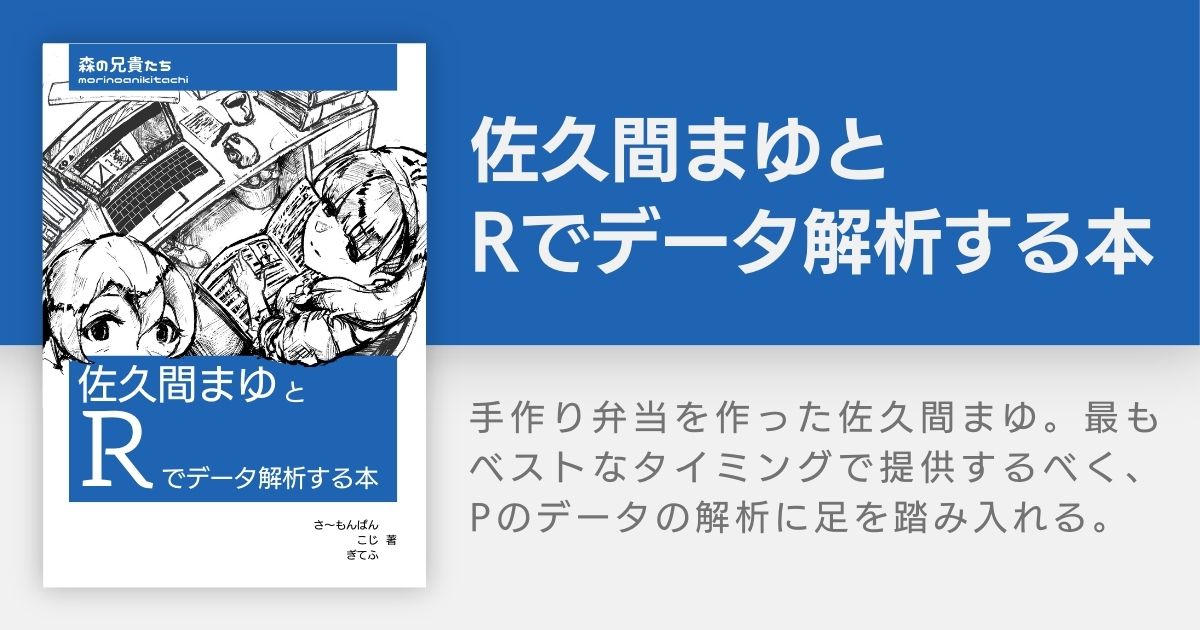 森の兄貴たち
morinoanikitachi
佐久間まゆと
Rでデータ解析する本
さ〜もんぱん
こじ 著
ぎてふ
佐久間まゆと
Rでデータ解析する本
手作り弁当を作った佐久間まゆ。最も
ベストなタイミングで提供するべく、
Pのデータの解析に足を踏み入れる。